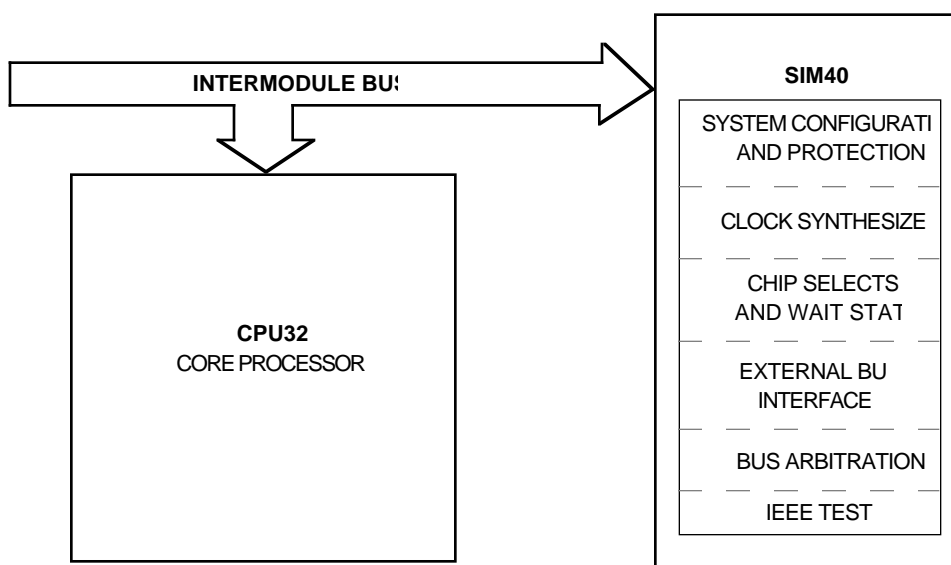 INTERMODULE BUS
SIM40
SYSTEM CONFIGURATI
AND PROTECTION
CLOCK SYNTHESIZE
CHIP SELECTS
AND WAIT STAT
EXTERNAL BU
INTERFACE
BUS ARBITRATION
IEEE TEST
CPU32
CORE PROCESSOR